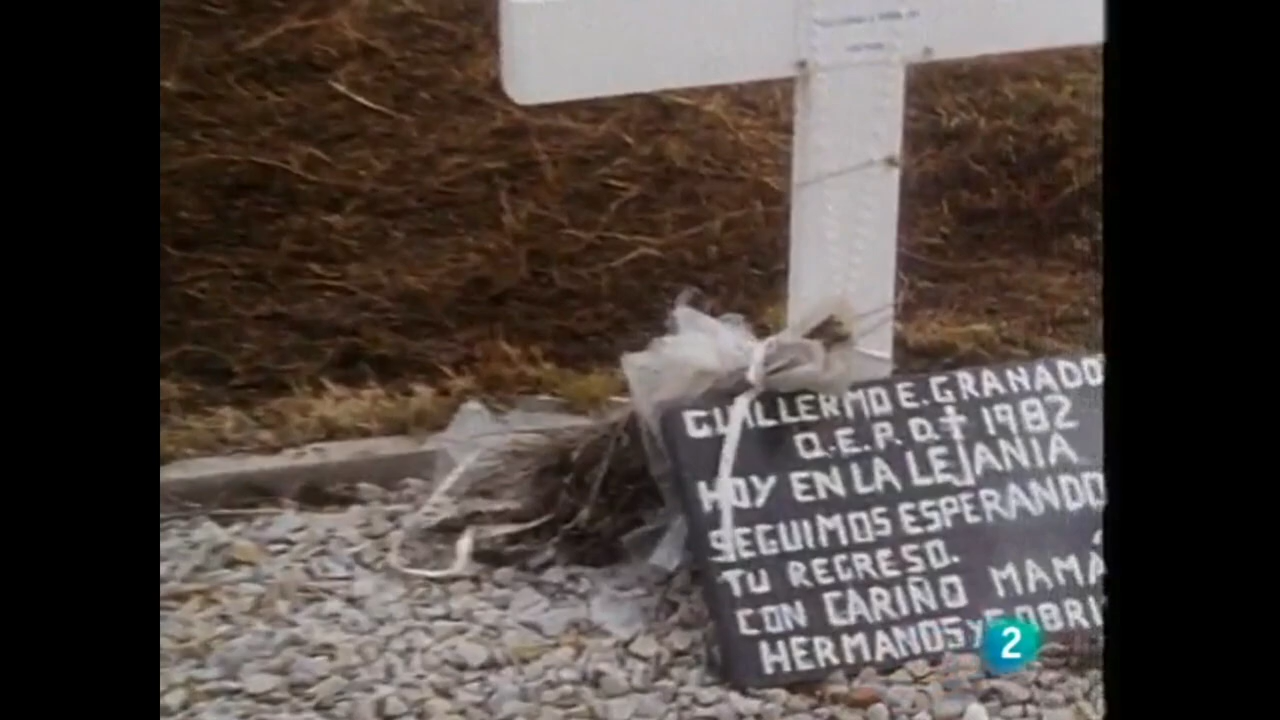 GUILLERMO E. GRANADO
Q.E.P.D. † 1982
HOY EN LA LEJANIA
SEGUIMOS ESPERANDO
TU REGRESO.
CON CARIÑO MAMÁ
HERMANOS Y
2